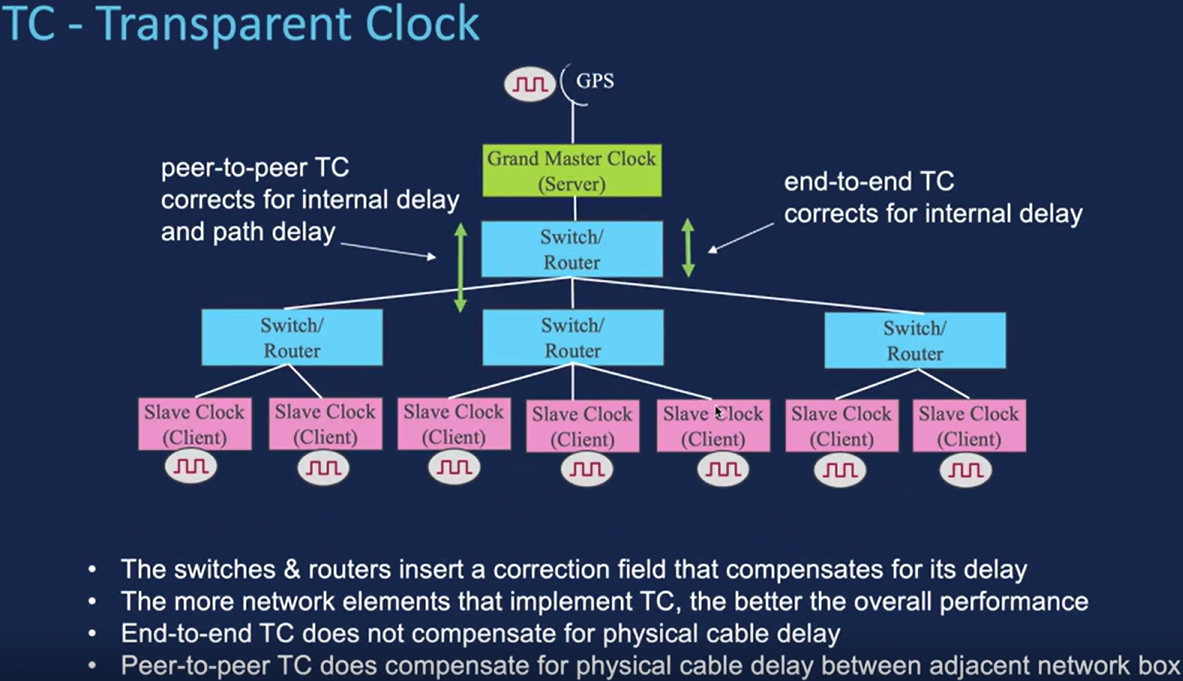 TC - Transparent Clock
GPS
Grand Master Clock
(Server)
peer-to-peer TC
corrects for internal delay
and path delay
end-to-end TC
corrects for internal delay
Switch/
Router
Switch/
Router
Switch/
Router
Switch/
Router
Slave Clock
(Client)
Slave Clock
(Client)
Slave Clock
(Client)
Slave Clock
(Client)
Slave Clock
(Client)
Slave Clock
(Client)
Slave Clock
(Client)
• The switches & routers insert a correction field that compensates for its delay
• The more network elements that implement TC, the better the overall performance
• End-to-end TC does not compensate for physical cable delay
• Peer-to-peer TC does compensate for physical cable delay between adjacent network box